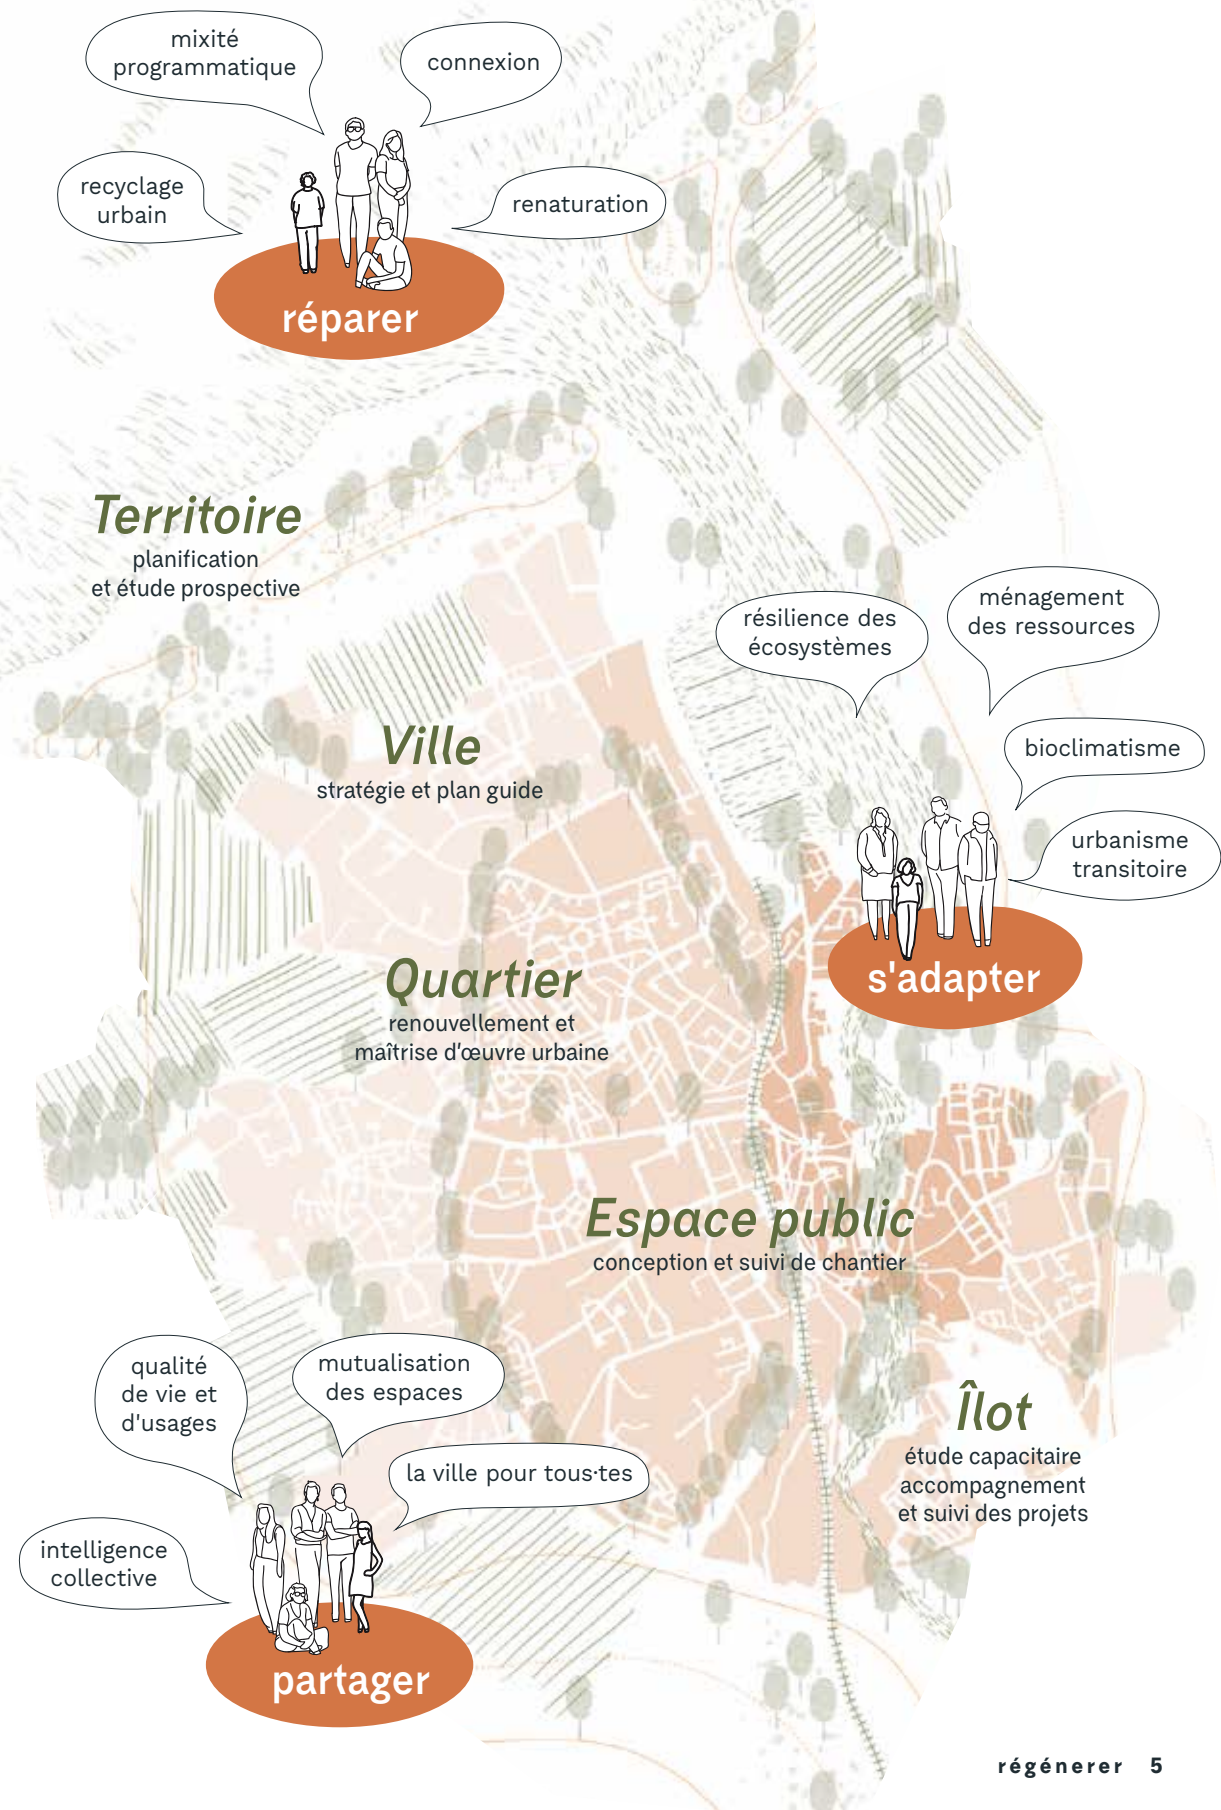 mixité
programmatique
connexion
recyclage
urbain
renaturation
réparer
Territoire
planification
et étude prospective
résilience des
écosystèmes
ménagement
des ressources
Ville
stratégie et plan guide
bioclimatisme
urbanisme
transitoire
s'adapter
Quartier
renouvellement et
maîtrise d'œuvre urbaine
Espace public
conception et suivi de chantier
qualité
de vie et
d'usages
mutualisation
des espaces
la ville pour tous·tes
Îlot
étude capacitaire
accompagnement
et suivi des projets
intelligence
collective
partager
régénerer 5